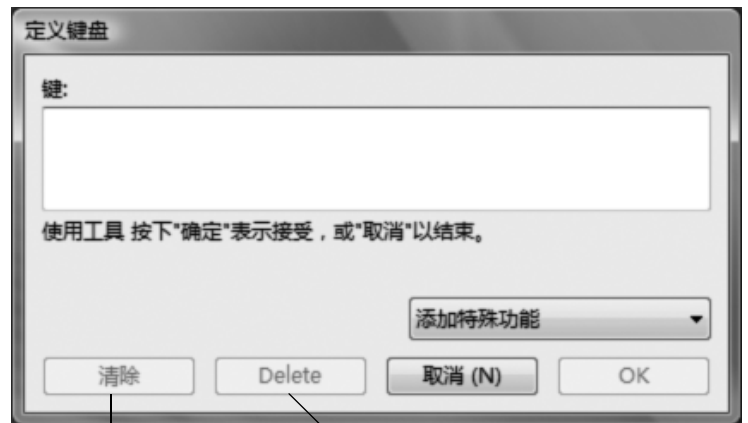 定义键盘
键:
使用工具 按下"确定"表示接受，或"取消"以结束。
添加特殊功能
清除 Delete 取消 (N) OK